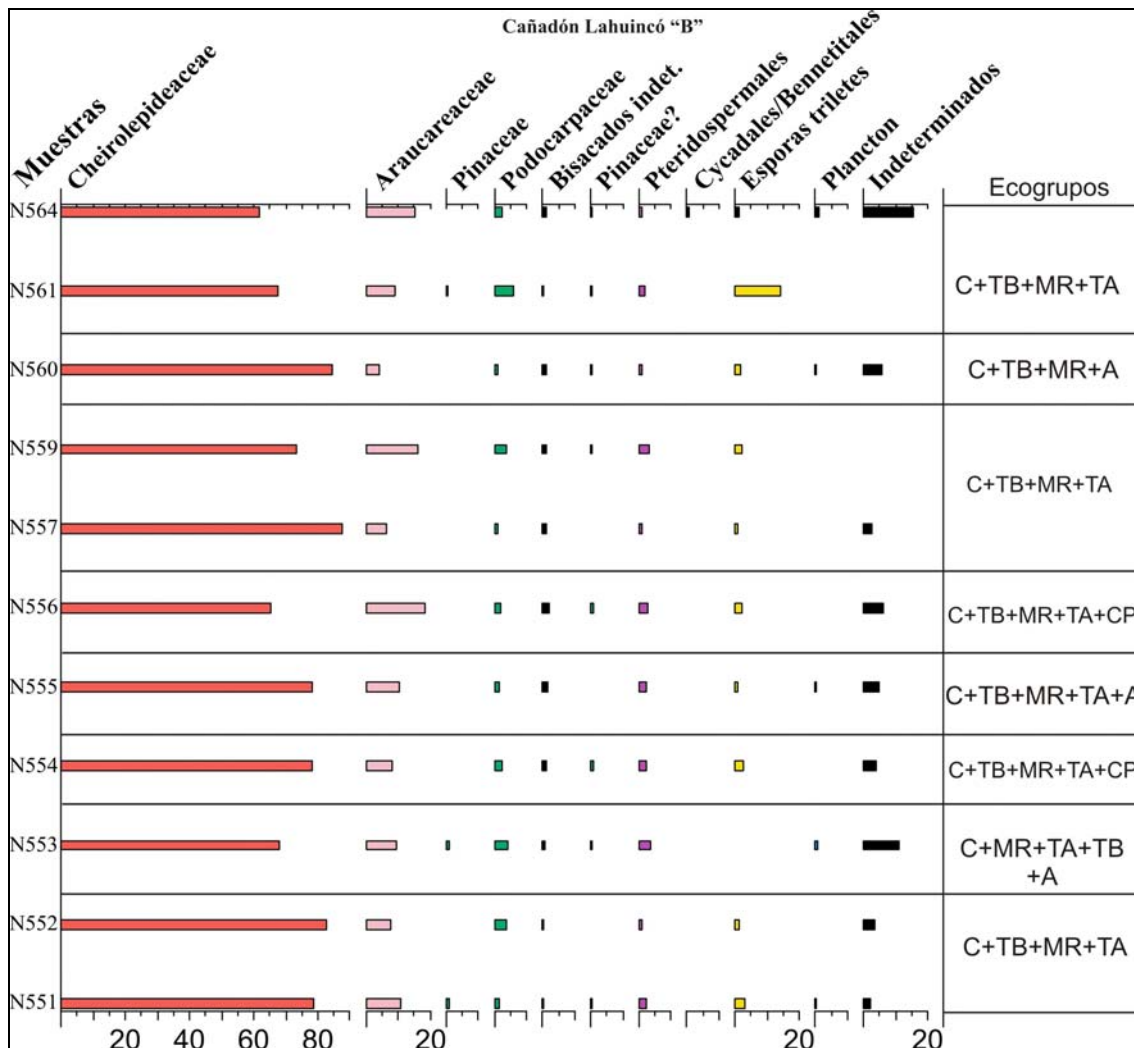 Cañadón Lahuincó “B”
Muestras
Cheirolepideaceae
Araucareaceae
Pinaceae
Podocarpaceae
Bisacados indet.
Pinaceae?
Pteridospermales
Cycadales/Bennetitales
Esporas triletes
Plancton
Indeterminados
Ecogrupos
N564
N561
C+TB+MR+TA
N560
C+TB+MR+A
N559
C+TB+MR+TA
N557
N556
C+TB+MR+TA+CP
N555
C+TB+MR+TA+A
N554
C+TB+MR+TA+CP
N553
C+MR+TA+TB
+A
N552
C+TB+MR+TA
N551
20 40 60 80 20 20 20